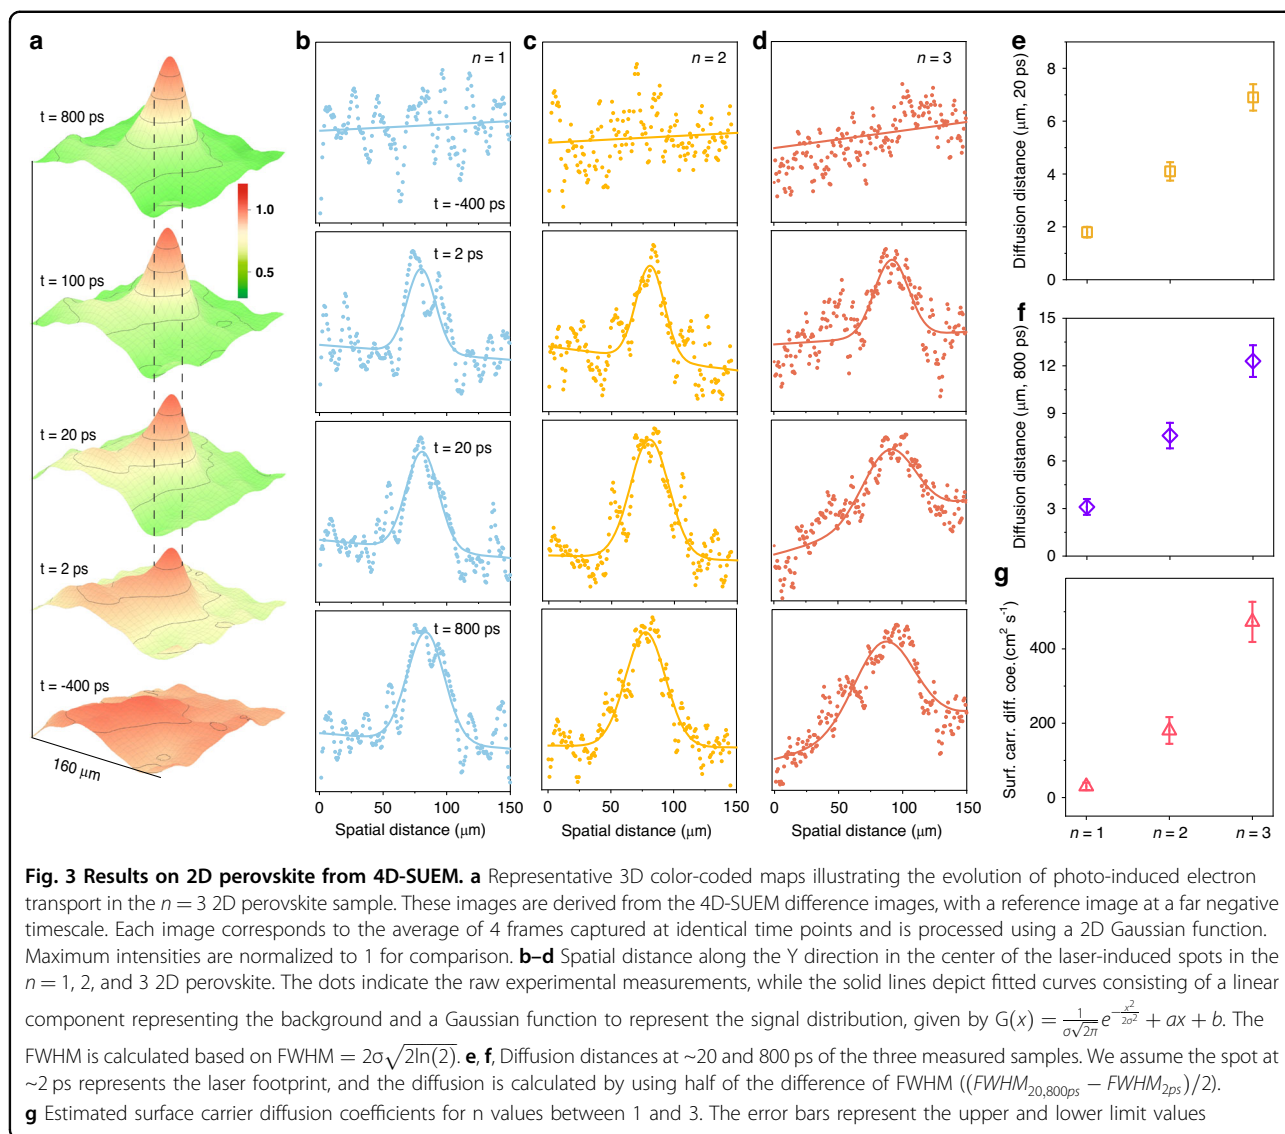 a
t = 800 ps
1.0
0.5
t = 100 ps
t = 20 ps
t = 2 ps
t = -400 ps
160 μm
b
n = 1
t = -400 ps
t = 2 ps
t = 20 ps
t = 800 ps
0 50 100 150
Spatial distance (μm)
c
n = 2
0 50 100 150
Spatial distance (μm)
d
n = 3
0 50 100 150
Spatial distance (μm)
e
Diffusion distance (μm, 20 ps)
8
6
4
2
0
f
Diffusion distance (μm, 800 ps)
15
12
9
6
3
0
g
Surf. carr. diff. coe.(cm² s⁻¹)
400
200
0
n = 1 n = 2 n = 3
Fig. 3 Results on 2D perovskite from 4D-SUEM. a Representative 3D color-coded maps illustrating the evolution of photo-induced electron
transport in the n = 3 2D perovskite sample. These images are derived from the 4D-SUEM difference images, with a reference image at a far negative
timescale. Each image corresponds to the average of 4 frames captured at identical time points and is processed using a 2D Gaussian function.
Maximum intensities are normalized to 1 for comparison. b–d Spatial distance along the Y direction in the center of the laser-induced spots in the
n = 1, 2, and 3 2D perovskite. The dots indicate the raw experimental measurements, while the solid lines depict fitted curves consisting of a linear
component representing the background and a Gaussian function to represent the signal distribution, given by G(x) = 1/(σ√2π) e^(−x²/2σ²) + ax + b. The
FWHM is calculated based on FWHM = 2σ√2ln(2). e, f, Diffusion distances at ~20 and 800 ps of the three measured samples. We assume the spot at
~2 ps represents the laser footprint, and the diffusion is calculated by using half of the difference of FWHM ((FWHM₂₀,₈₀₀ps − FWHM₂ps)/2).
g Estimated surface carrier diffusion coefficients for n values between 1 and 3. The error bars represent the upper and lower limit values